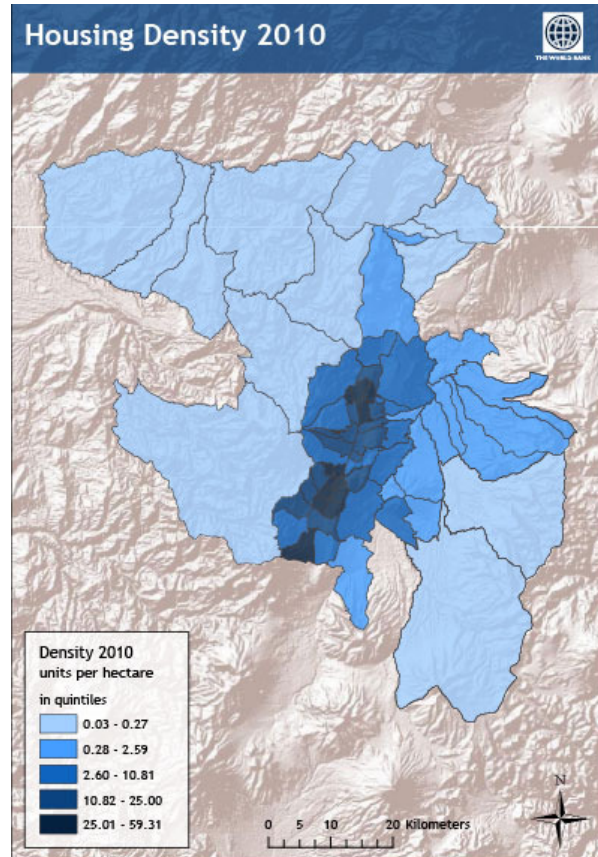 Housing Density 2010
THE WORLD BANK
Density 2010
units per hectare
in quintiles
0.03 - 0.27
0.28 - 2.59
2.60 - 10.81
10.82 - 25.00
25.01 - 59.31
0 5 10 20 Kilometers
N